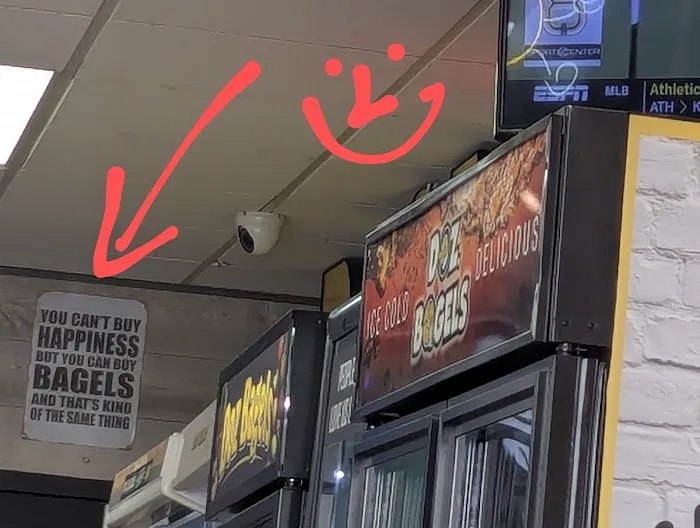 YOU CAN'T BUY
HAPPINESS
BUT YOU CAN BUY
BAGELS
AND THAT'S KIND
OF THE SAME THING
ICE COLD
DOZ
BAGELS
DELICIOUS
SPORTSCENTER
ESPN
MLB
Athletic
ATH > K